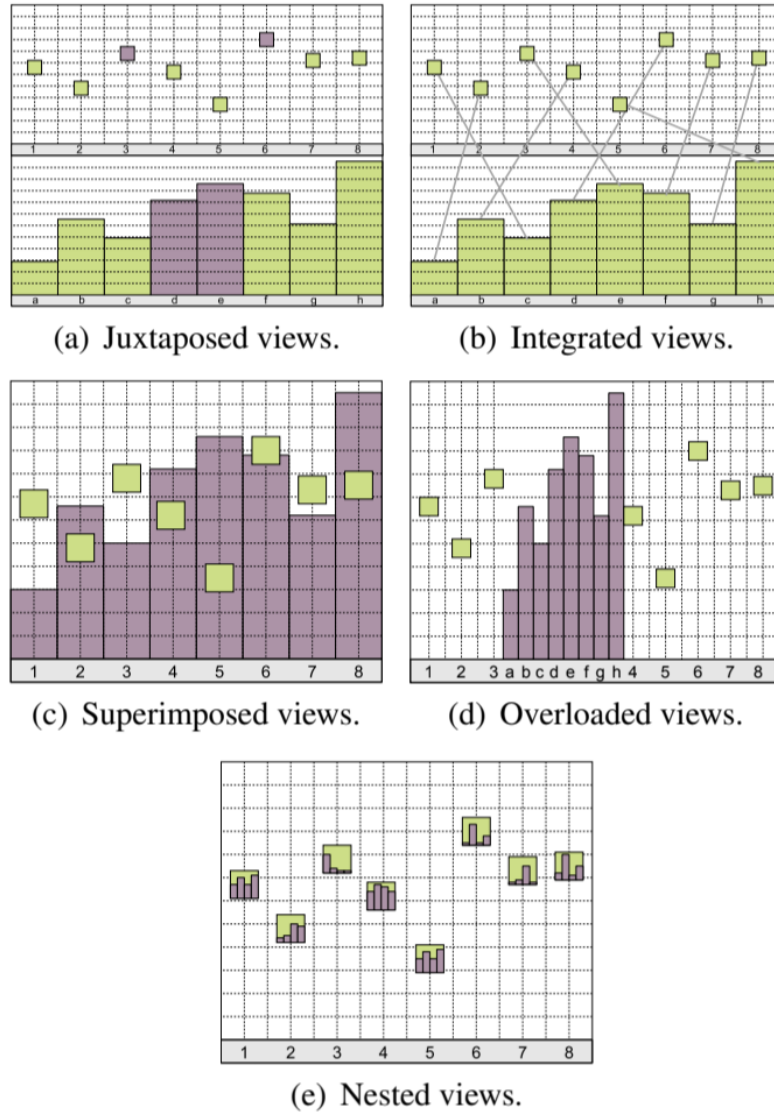 1 2 3 4 5 6 7 8
a b c d e f g h
(a) Juxtaposed views.
1 2 3 4 5 6 7 8
a b c d e f g h
(b) Integrated views.
1 2 3 4 5 6 7 8
(c) Superimposed views.
1 2 3 a b c d e f g h 4 5 6 7 8
(d) Overloaded views.
1 2 3 4 5 6 7 8
(e) Nested views.